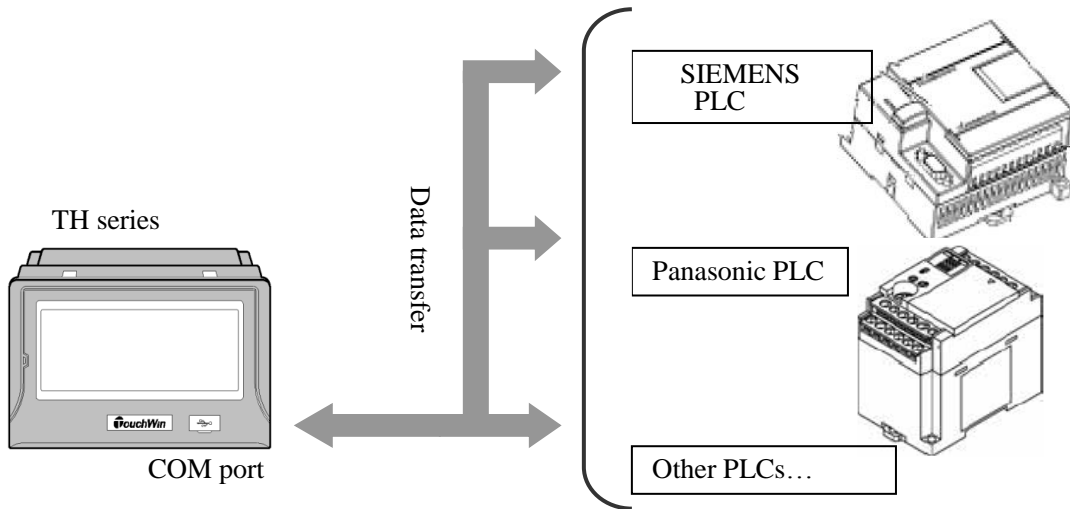 TH series
TouchWin
COM port
Data transfer
SIEMENS
PLC
Panasonic PLC
Other PLCs…